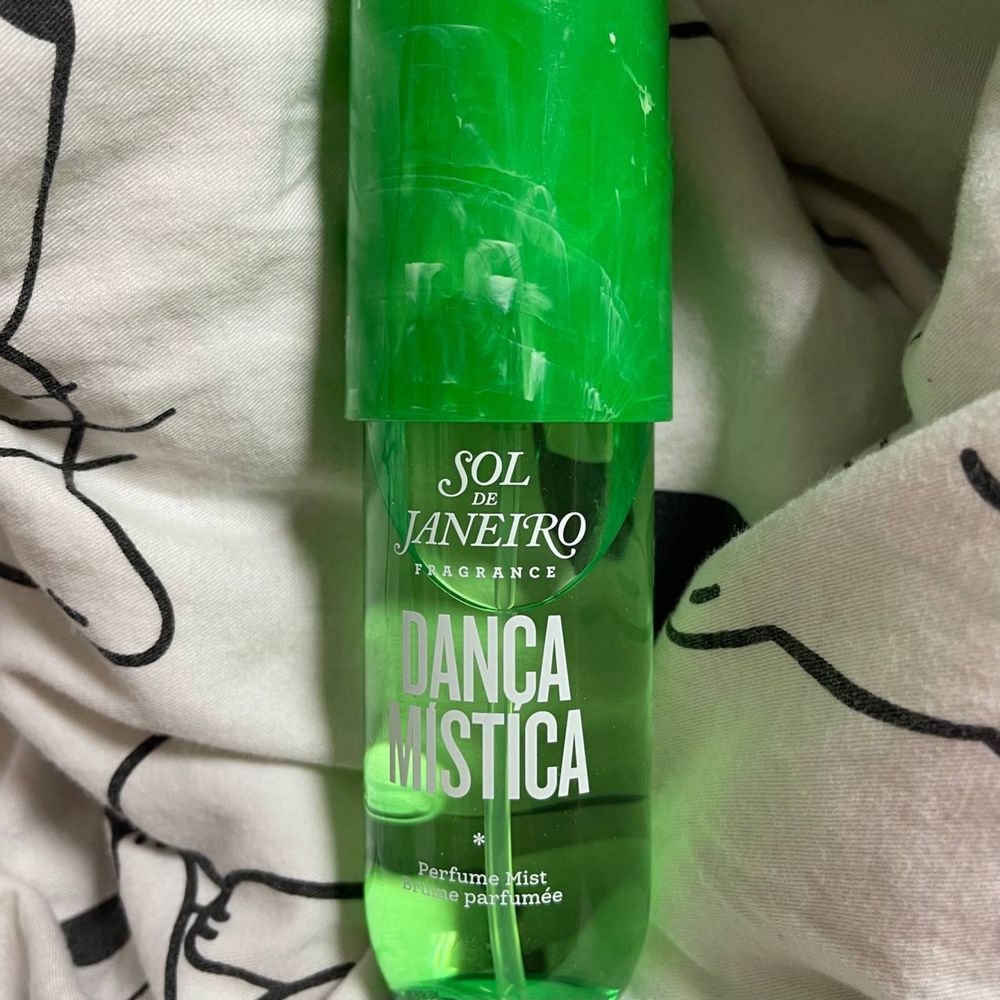 SOL
DE
JANEIRO
FRAGRANCE
DANÇA
MÍSTICA
*
Perfume Mist
Brume parfumée